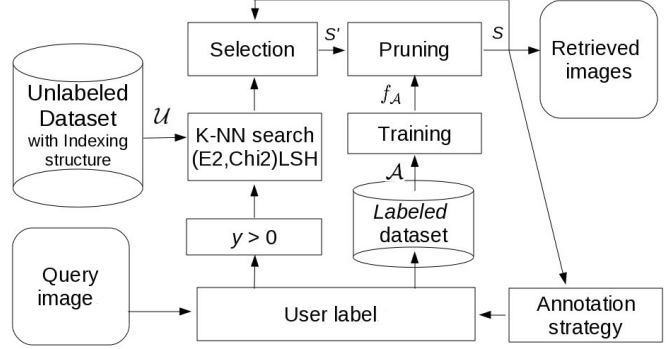 Unlabeled
Dataset
with Indexing
structure
𝒰
Selection
S'
Pruning
S
Retrieved
images
K-NN search
(E2,Chi2)LSH
f𝒜
Training
𝒜
Labeled
dataset
y > 0
Query
image
User label
Annotation
strategy